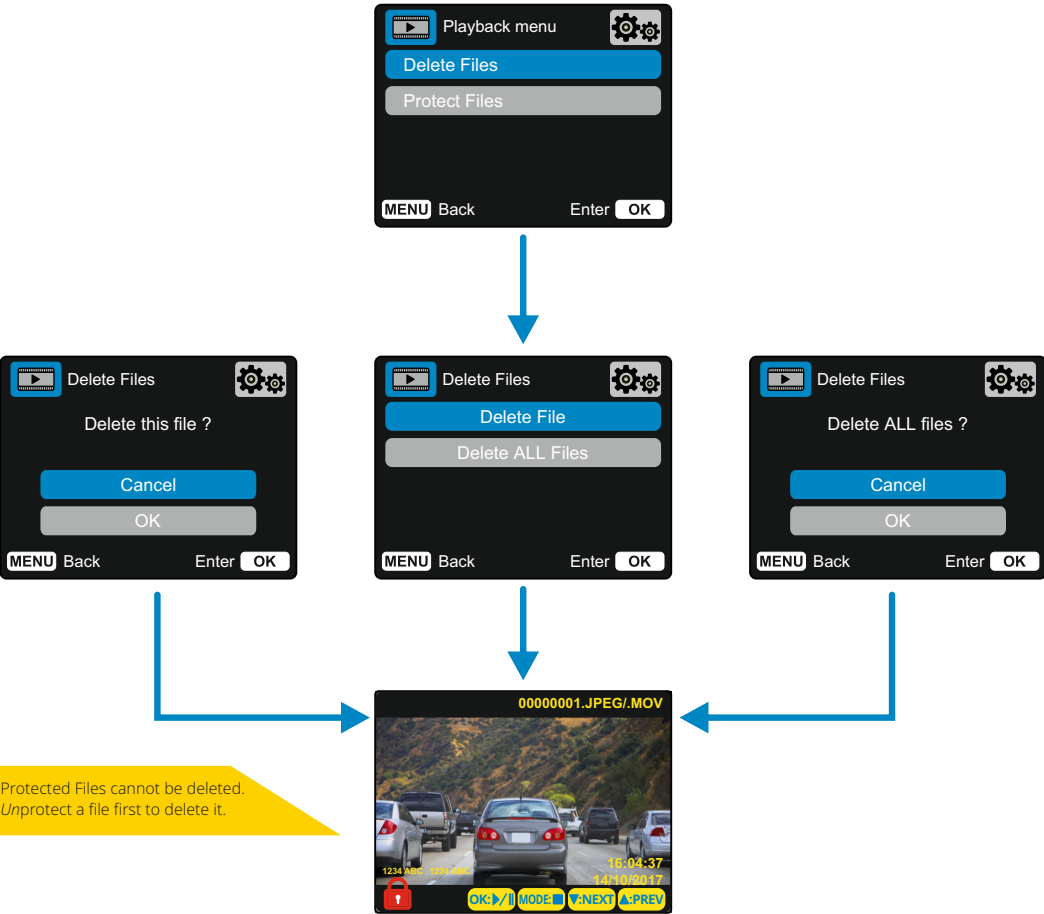 Playback menu
Delete Files
Protect Files
MENU Back Enter OK
Delete Files
Delete this file ?
Cancel
OK
MENU Back Enter OK
Delete Files
Delete File
Delete ALL Files
MENU Back Enter OK
Delete Files
Delete ALL files ?
Cancel
OK
MENU Back Enter OK
00000001.JPEG/.MOV
Protected Files cannot be deleted.
Unprotect a file first to delete it.
16:04:37
1234 ABC 1234 ABC
14/10/2017
OK:▶/|| MODE:■ ▼:NEXT ▲:PREV